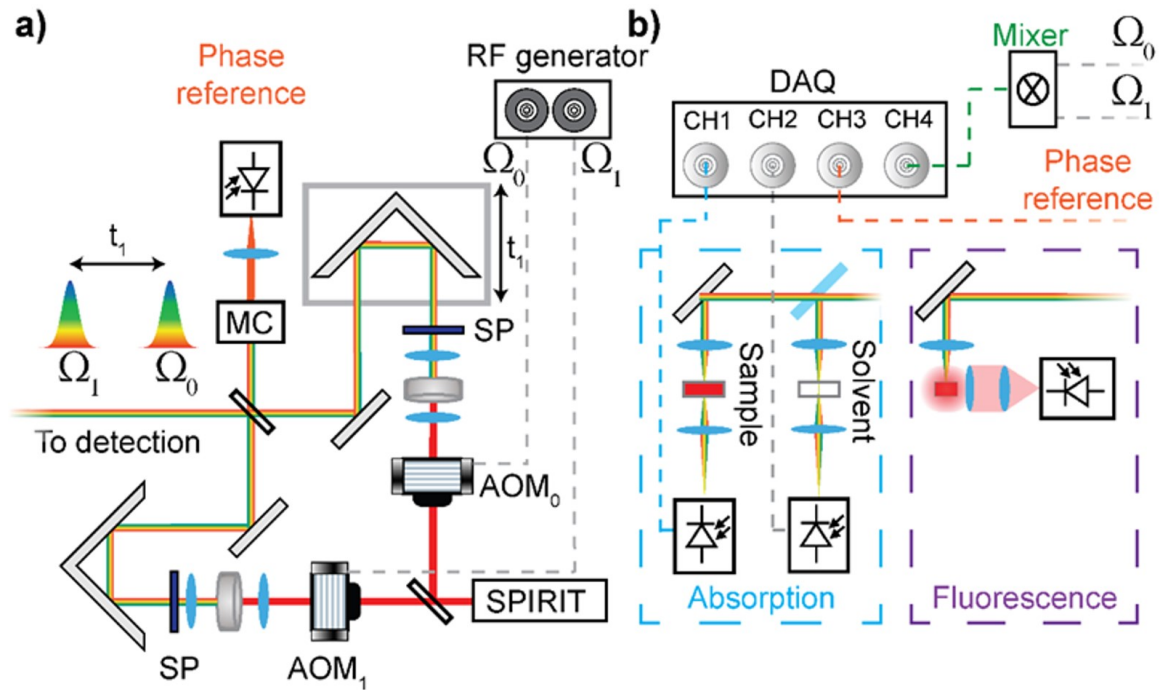 a)
Phase
reference
RF generator
Ω0
Ω1
t1
t1
Ω1
Ω0
MC
SP
To detection
AOM0
SPIRIT
SP
AOM1
b)
Mixer
Ω0
Ω1
DAQ
CH1 CH2 CH3 CH4
Phase
reference
Sample
Solvent
Absorption
Fluorescence